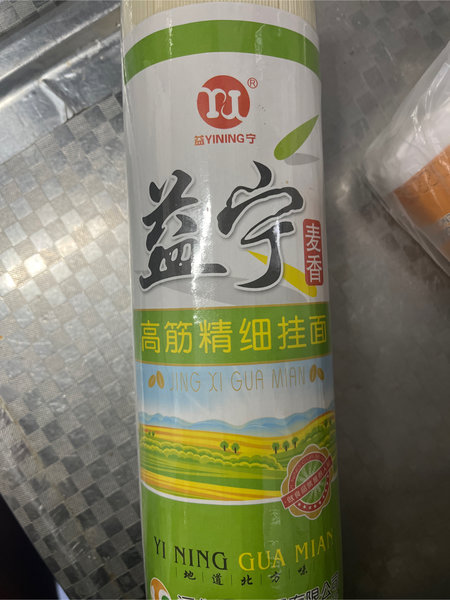 益YINING宁
益宁
麦香
高筋精细挂面
JING XI GUA MIAN
YI NING GUA MIAN
地道北方味